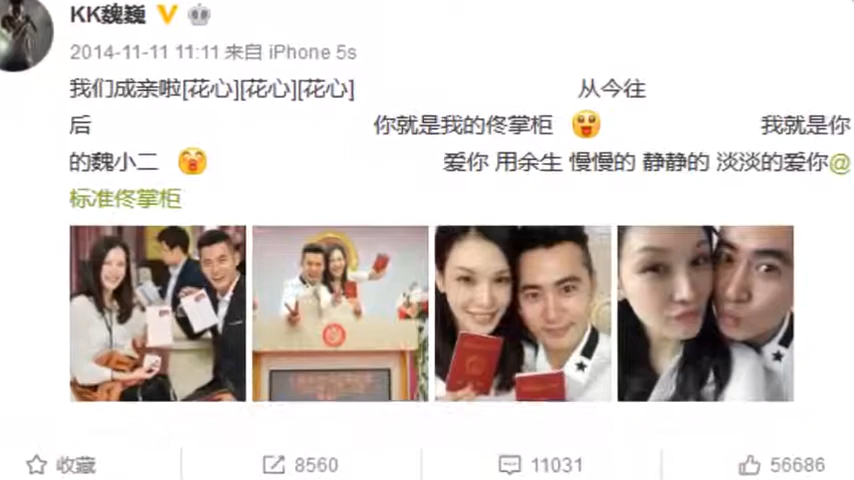 KK魏巍
2014-11-11 11:11 来自 iPhone 5s
我们成亲啦[花心][花心][花心] 从今往
后 你就是我的佟掌柜 我就是你
的魏小二 爱你 用余生 慢慢的 静静的 淡淡的爱你@
标准佟掌柜
收藏 8560 11031 56686